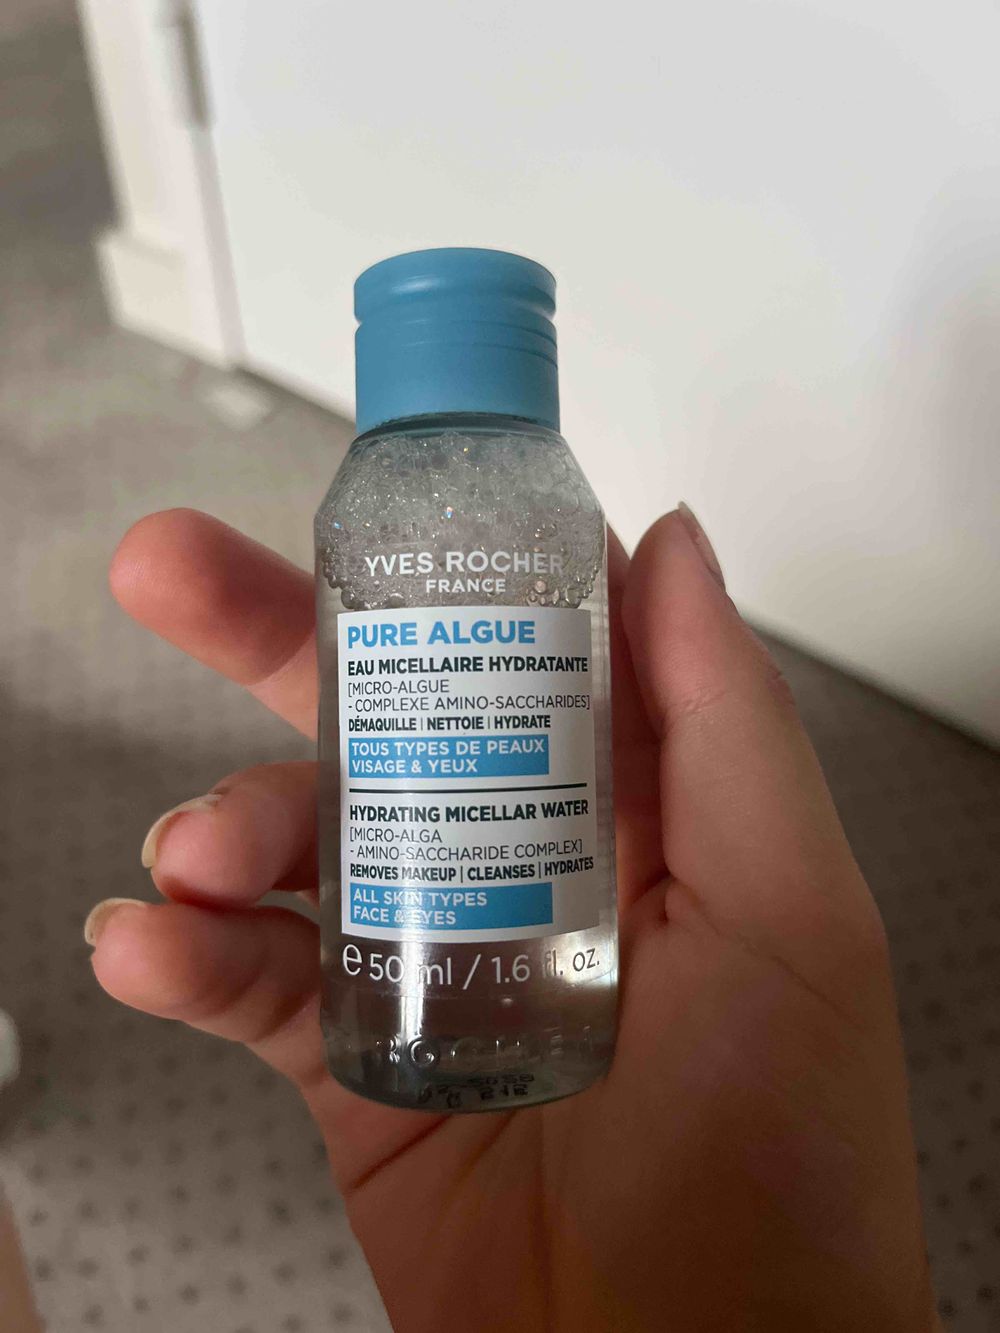 YVES ROCHER
FRANCE
PURE ALGUE
EAU MICELLAIRE HYDRATANTE
[MICRO-ALGUE
- COMPLEXE AMINO-SACCHARIDES]
DÉMAQUILLE | NETTOIE | HYDRATE
TOUS TYPES DE PEAUX
VISAGE & YEUX
HYDRATING MICELLAR WATER
[MICRO-ALGA
- AMINO-SACCHARIDE COMPLEX]
REMOVES MAKEUP | CLEANSES | HYDRATES
ALL SKIN TYPES
FACE & EYES
℮ 50 ml / 1.6 fl. oz.